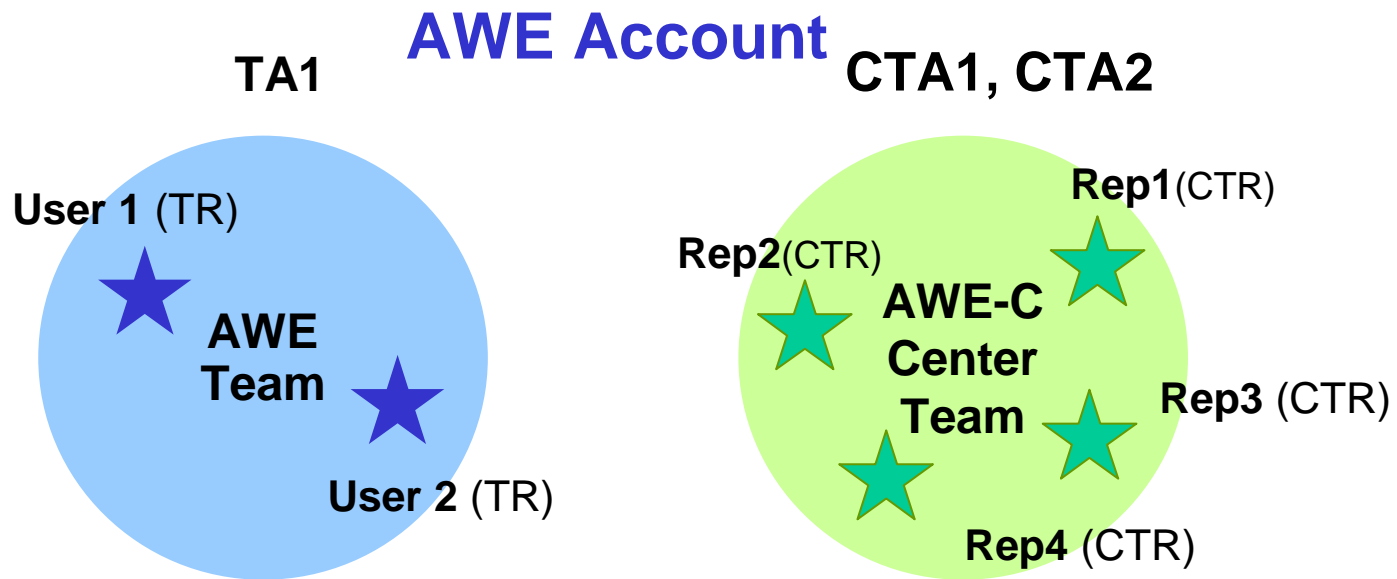 AWE Account
TA1
CTA1, CTA2
User 1 (TR)
AWE
Team
User 2 (TR)
Rep1(CTR)
Rep2(CTR)
AWE-C
Center
Team
Rep3 (CTR)
Rep4 (CTR)